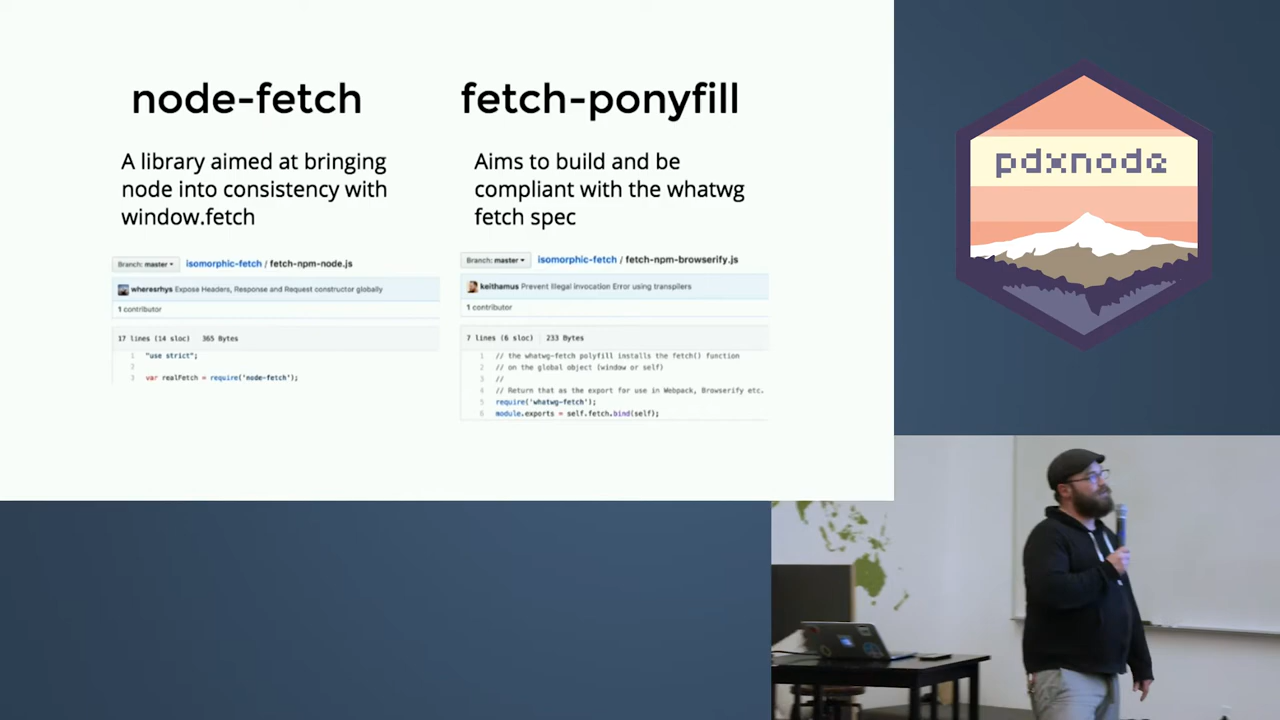 node-fetch
A library aimed at bringing
node into consistency with
window.fetch
Branch: master
isomorphic-fetch / fetch-npm-node.js
wheresrhys Expose Headers, Response and Request constructor globally
1 contributor
17 lines (14 sloc) 365 Bytes
1 "use strict";
2
3 var realFetch = require('node-fetch');
fetch-ponyfill
Aims to build and be
compliant with the whatwg
fetch spec
Branch: master
isomorphic-fetch / fetch-npm-browserify.js
keithamus Prevent Illegal invocation Error using transpilers
1 contributor
7 lines (6 sloc) 233 Bytes
1 // the whatwg-fetch polyfill installs the fetch() function
2 // on the global object (window or self)
3 //
4 // Return that as the export for use in Webpack, Browserify etc.
5 require('whatwg-fetch');
6 module.exports = self.fetch.bind(self);
pdxnode